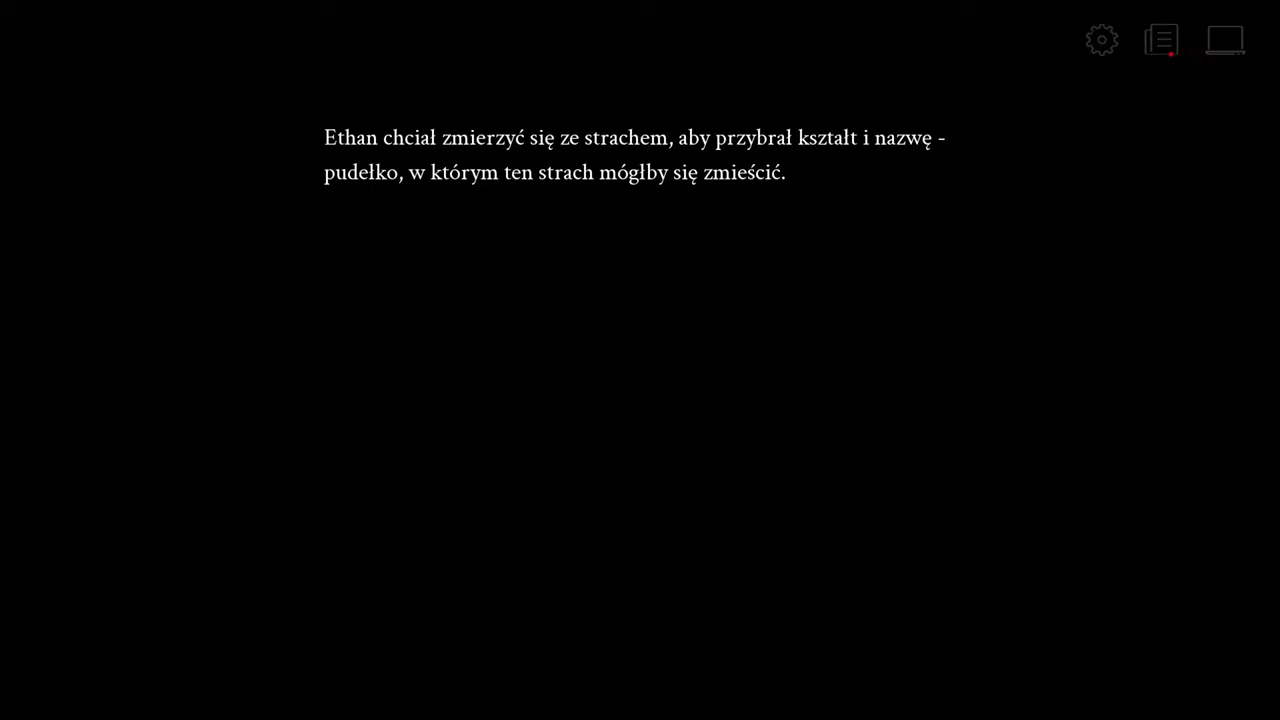 Ethan chciał zmierzyć się ze strachem, aby przybrał kształt i nazwę -
pudełko, w którym ten strach mógłby się zmieścić.